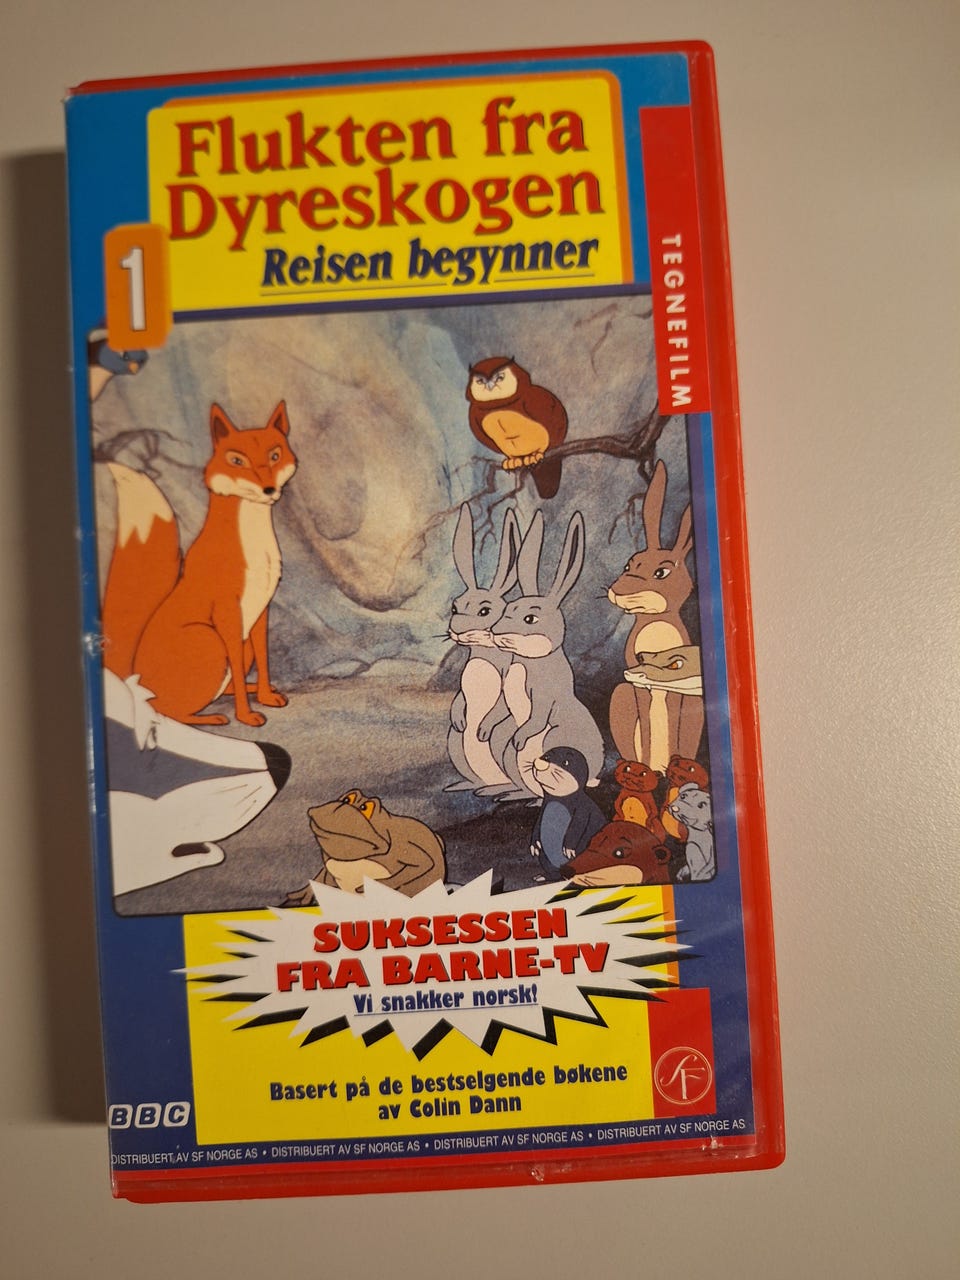 Flukten fra
Dyreskogen
Reisen begynner
1
TEGNEFILM
SUKSESSEN
FRA BARNE-TV
Vi snakker norsk!
Basert på de bestselgende bøkene
av Colin Dann
SF
BBC
DISTRIBUERT AV SF NORGE AS • DISTRIBUERT AV SF NORGE AS • DISTRIBUERT AV SF NORGE AS • DISTRIBUERT AV SF NORGE AS